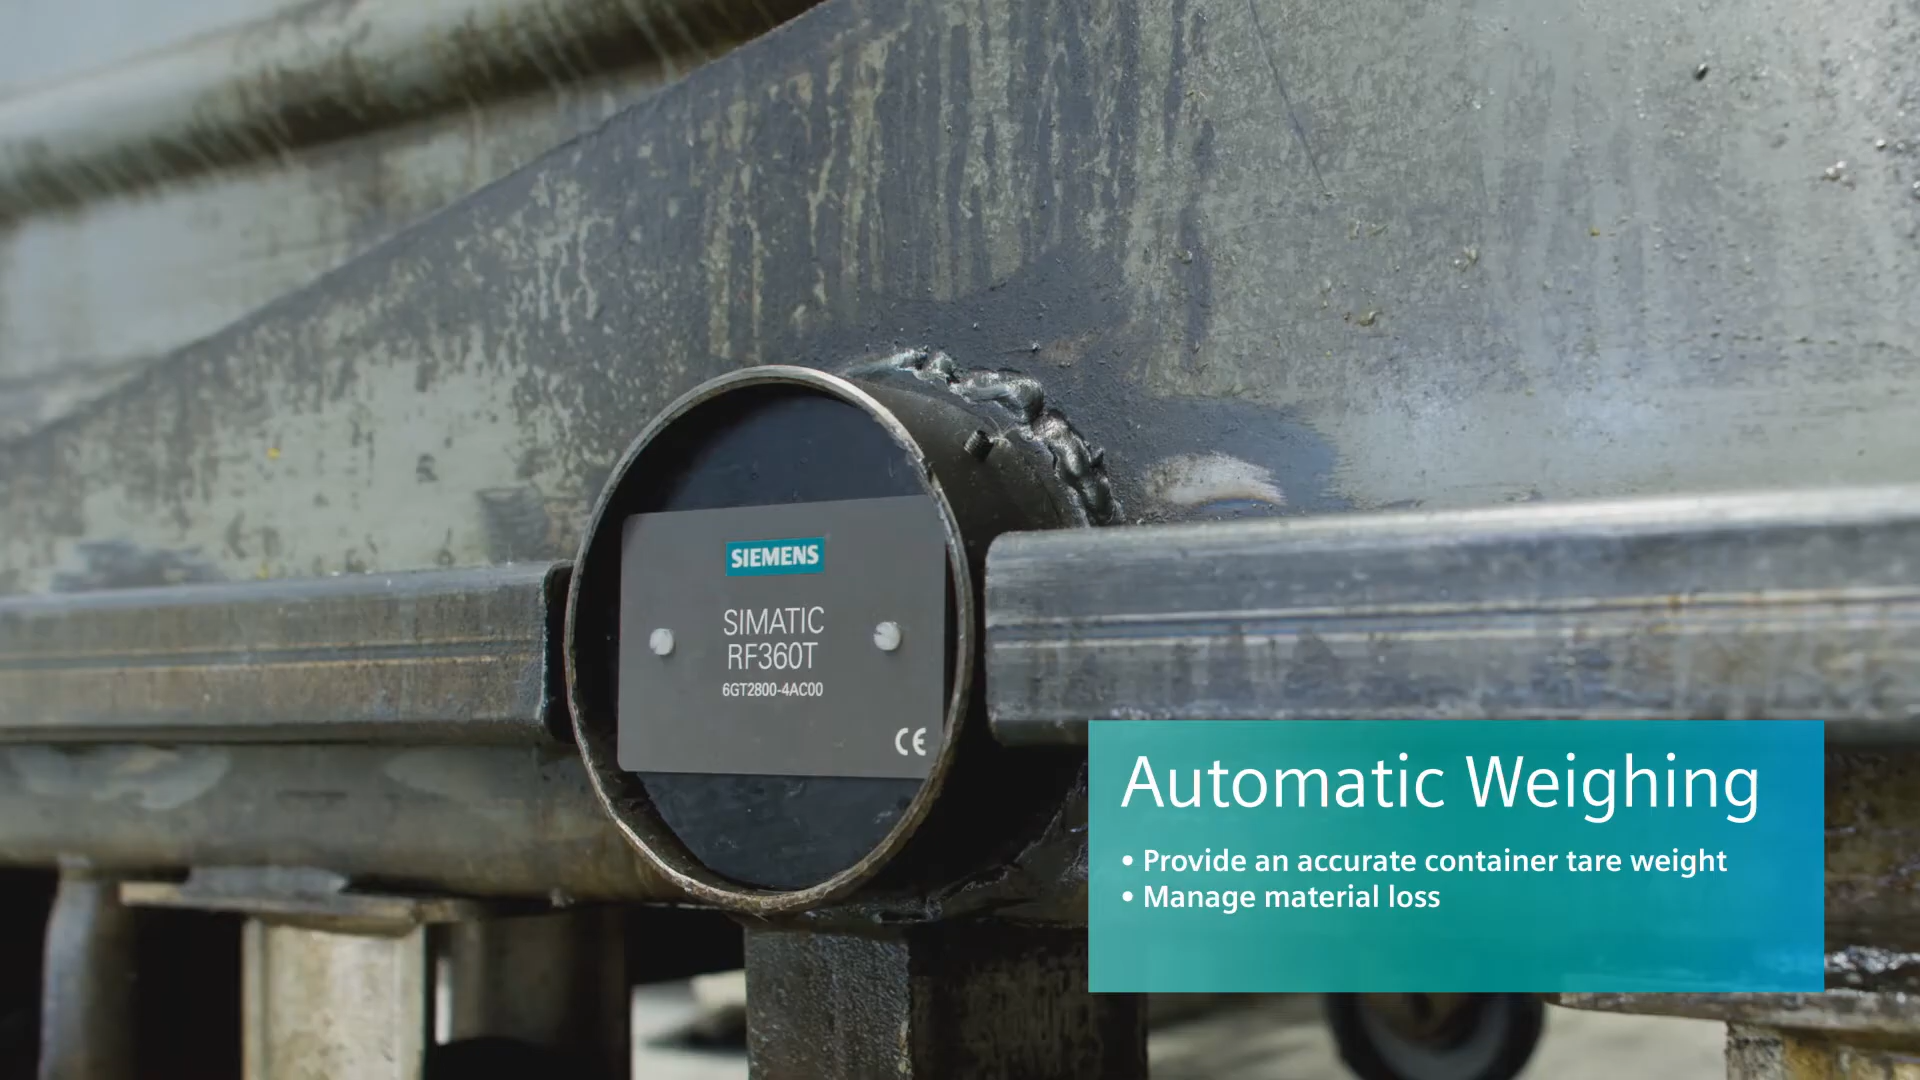 SIEMENS
SIMATIC
RF360T
6GT2800-4AC00
CE
Automatic Weighing
• Provide an accurate container tare weight
• Manage material loss